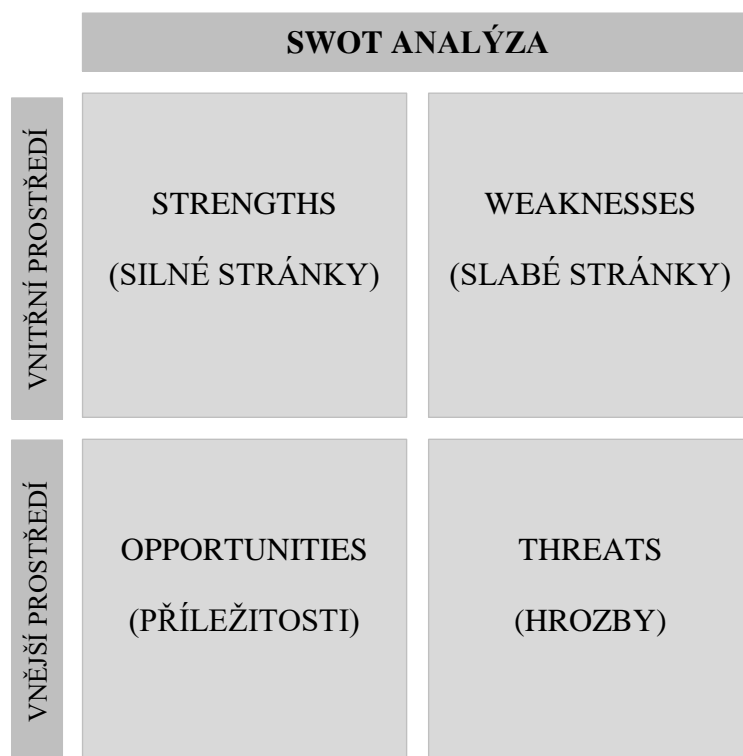 SWOT ANALÝZA
VNITŘNÍ PROSTŘEDÍ
STRENGTHS
(SILNÉ STRÁNKY)
WEAKNESSES
(SLABÉ STRÁNKY)
VNĚJŠÍ PROSTŘEDÍ
OPPORTUNITIES
(PŘÍLEŽITOSTI)
THREATS
(HROZBY)